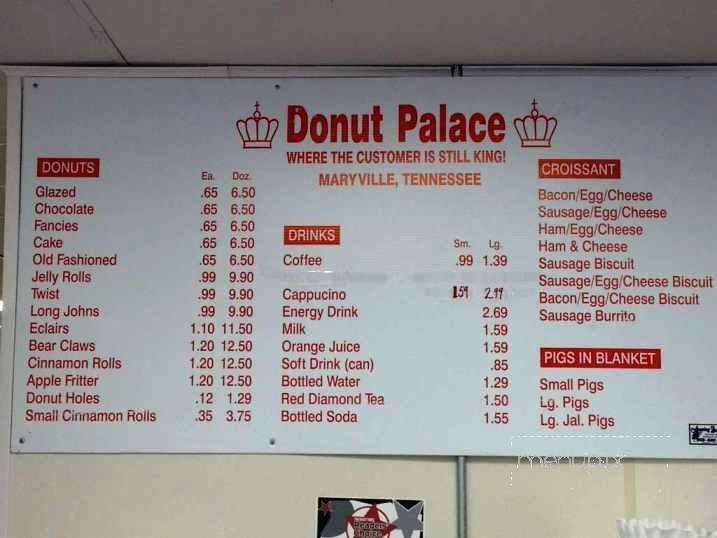 Donut Palace
WHERE THE CUSTOMER IS STILL KING!
MARYVILLE, TENNESSEE
DONUTS
Ea. Doz.
Glazed .65 6.50
Chocolate .65 6.50
Fancies .65 6.50
Cake .65 6.50
Old Fashioned .65 6.50
Jelly Rolls .99 9.90
Twist .99 9.90
Long Johns .99 9.90
Eclairs 1.10 11.50
Bear Claws 1.20 12.50
Cinnamon Rolls 1.20 12.50
Apple Fritter 1.20 12.50
Donut Holes .12 1.29
Small Cinnamon Rolls .35 3.75
DRINKS
Sm. Lg.
Coffee .99 1.39
Cappucino 1.59 2.99
Energy Drink 2.69
Milk 1.59
Orange Juice 1.59
Soft Drink (can) .85
Bottled Water 1.29
Red Diamond Tea 1.50
Bottled Soda 1.55
CROISSANT
Bacon/Egg/Cheese
Sausage/Egg/Cheese
Ham/Egg/Cheese
Ham & Cheese
Sausage Biscuit
Sausage/Egg/Cheese Biscuit
Bacon/Egg/Cheese Biscuit
Sausage Burrito
PIGS IN BLANKET
Small Pigs
Lg. Pigs
Lg. Jal. Pigs
menupix
Readers
Choice